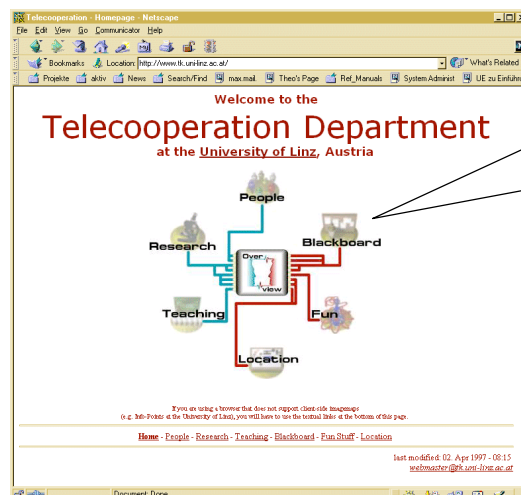 Telecooperation - Homepage - Netscape
File Edit View Go Communicator Help
Bookmarks Location: http://www.tk.uni-linz.ac.at/ What's Related
Projekte aktiv News Search/Find max.mail Theo's Page Ref_Manuals System Administ UE zu Einführu
Welcome to the
Telecooperation Department
at the University of Linz, Austria
People
Research
Blackboard
Over
view
Teaching
Fun
Location
If you are using a browser that does not support client-side imagemaps
(e.g. Info-Points at the University of Linz), you will have to use the textual links at the bottom of this page.
Home - People - Research - Teaching - Blackboard - Fun Stuff - Location
last modified: 02. Apr 1997 - 08:15
webmaster@tk.uni-linz.ac.at
Document: Done